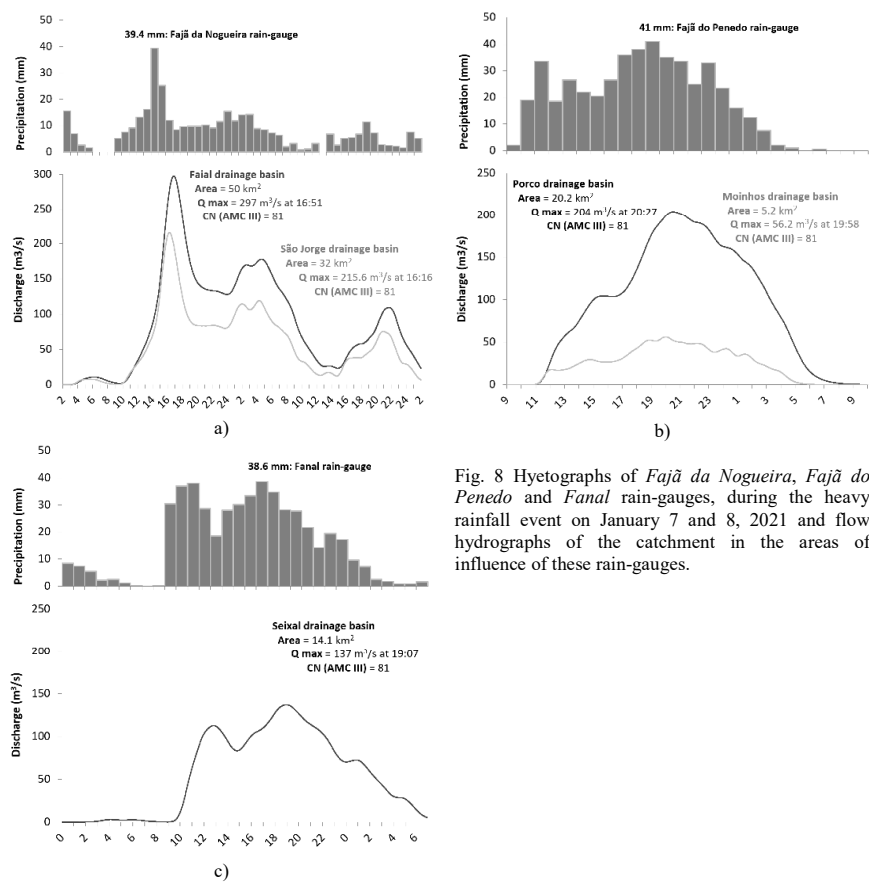 39.4 mm: Fajã da Nogueira rain-gauge
Precipitation (mm)
50
40
30
20
10
0
Discharge (m3/s)
300
250
200
150
100
50
0
Faial drainage basin
Area = 50 km²
Q max = 297 m³/s at 16:51
CN (AMC III) = 81
São Jorge drainage basin
Area = 32 km²
Q max = 215.6 m³/s at 16:16
CN (AMC III) = 81
2 4 6 8 10 12 14 16 18 20 22 24 2 4 6 8 10 12 14 16 18 20 22 24 2
a)
41 mm: Fajã do Penedo rain-gauge
Precipitation (mm)
50
40
30
20
10
0
Discharge (m3/s)
250
200
150
100
50
0
Porco drainage basin
Area = 20.2 km²
Q max = 204 m³/s at 20:27
CN (AMC III) = 81
Moinhos drainage basin
Area = 5.2 km²
Q max = 56.2 m³/s at 19:58
CN (AMC III) = 81
9 11 13 15 17 19 21 23 1 3 5 7 9
b)
38.6 mm: Fanal rain-gauge
Precipitation (mm)
50
40
30
20
10
0
Discharge (m³/s)
250
200
150
100
50
0
Seixal drainage basin
Area = 14.1 km²
Q max = 137 m³/s at 19:07
CN (AMC III) = 81
0 2 4 6 8 10 12 14 16 18 20 22 0 2 4 6
c)
Fig. 8 Hyetographs of Fajã da Nogueira, Fajã do
Penedo and Fanal rain-gauges, during the heavy
rainfall event on January 7 and 8, 2021 and flow
hydrographs of the catchment in the areas of
influence of these rain-gauges.